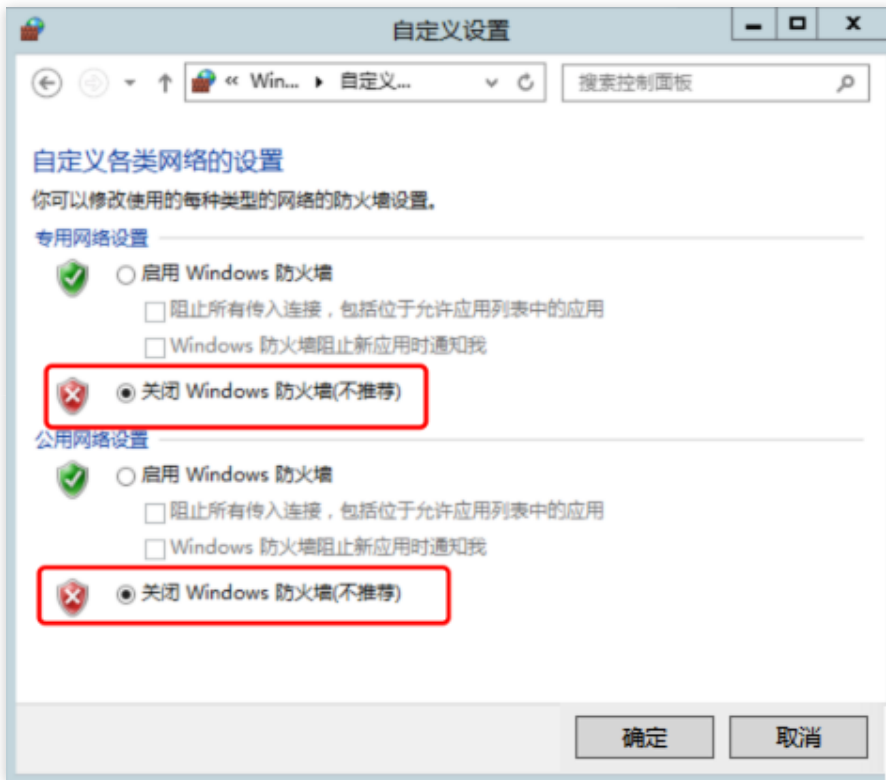 自定义设置
« Win... ▸ 自定义... 搜索控制面板
自定义各类网络的设置
你可以修改使用的每种类型的网络的防火墙设置。
专用网络设置
启用 Windows 防火墙
阻止所有传入连接，包括位于允许应用列表中的应用
Windows 防火墙阻止新应用时通知我
关闭 Windows 防火墙(不推荐)
公用网络设置
启用 Windows 防火墙
阻止所有传入连接，包括位于允许应用列表中的应用
Windows 防火墙阻止新应用时通知我
关闭 Windows 防火墙(不推荐)
确定 取消